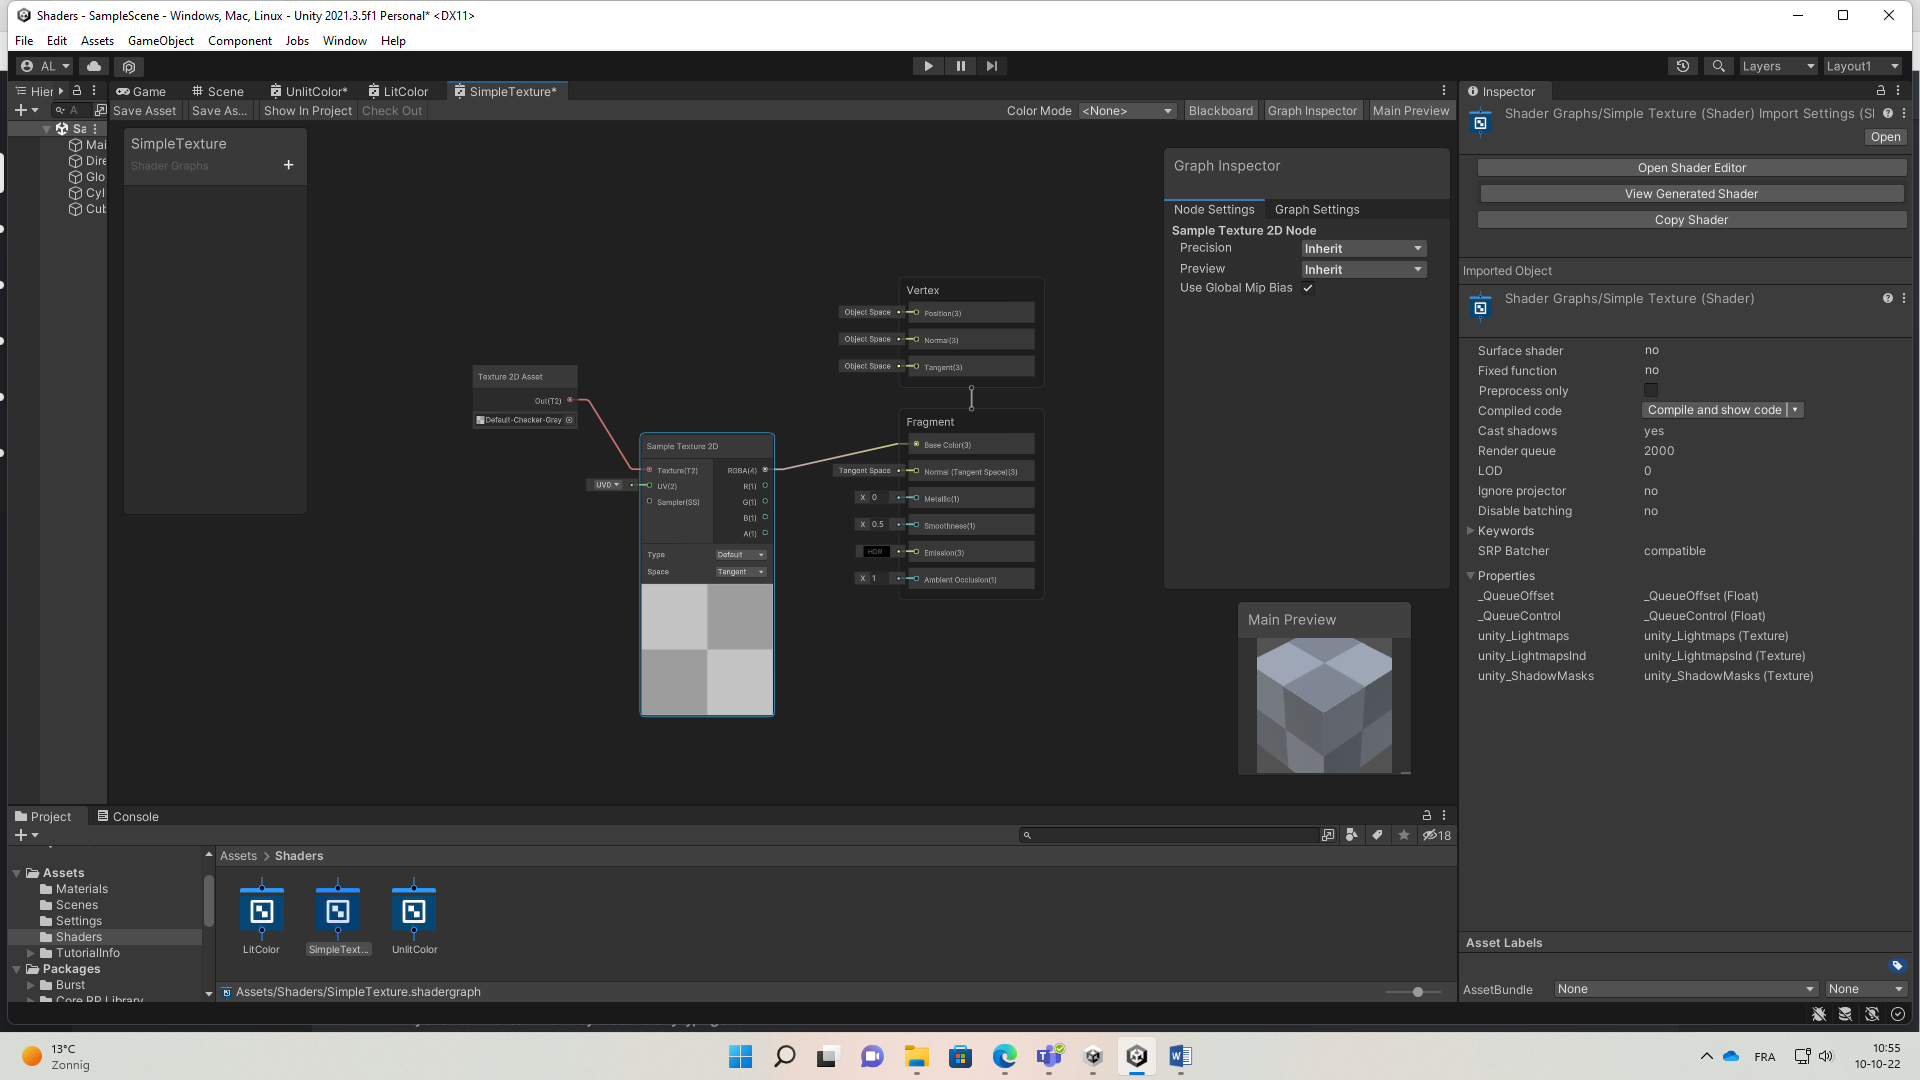 Shaders - SampleScene - Windows, Mac, Linux - Unity 2021.3.5f1 Personal* <DX11>
File Edit Assets GameObject Component Jobs Window Help
AL
Layers
Layout1
Hier
Game
Scene
UnlitColor*
LitColor
SimpleTexture*
Inspector
Save Asset
Save As...
Show In Project
Check Out
Color Mode
<None>
Blackboard
Graph Inspector
Main Preview
Shader Graphs/Simple Texture (Shader) Import Settings (SI
Open
Open Shader Editor
View Generated Shader
Copy Shader
Sa
Mai
Dire
Glo
Cyl
Cub
SimpleTexture
Shader Graphs
Texture 2D Asset
Out(T2)
Default-Checker-Gray
UV0
Sample Texture 2D
Texture(T2) RGBA(4)
UV(2) R(1)
Sampler(SS) G(1)
B(1)
A(1)
Type Default
Space Tangent
Vertex
Object Space Position(3)
Object Space Normal(3)
Object Space Tangent(3)
Fragment
Base Color(3)
Tangent Space Normal (Tangent Space)(3)
X 0 Metallic(1)
X 0.5 Smoothness(1)
HDR Emission(3)
X 1 Ambient Occlusion(1)
Graph Inspector
Node Settings Graph Settings
Sample Texture 2D Node
Precision Inherit
Preview Inherit
Use Global Mip Bias
Main Preview
Imported Object
Shader Graphs/Simple Texture (Shader)
Surface shader no
Fixed function no
Preprocess only
Compiled code Compile and show code
Cast shadows yes
Render queue 2000
LOD 0
Ignore projector no
Disable batching no
Keywords
SRP Batcher compatible
Properties
_QueueOffset _QueueOffset (Float)
_QueueControl _QueueControl (Float)
unity_Lightmaps unity_Lightmaps (Texture)
unity_LightmapsInd unity_LightmapsInd (Texture)
unity_ShadowMasks unity_ShadowMasks (Texture)
Asset Labels
AssetBundle None None
Project Console
18
Assets
Materials
Scenes
Settings
Shaders
TutorialInfo
Packages
Burst
Core RP Library
Assets > Shaders
LitColor
SimpleText...
UnlitColor
Assets/Shaders/SimpleTexture.shadergraph
13°C
Zonnig
FRA
10:55
10-10-22